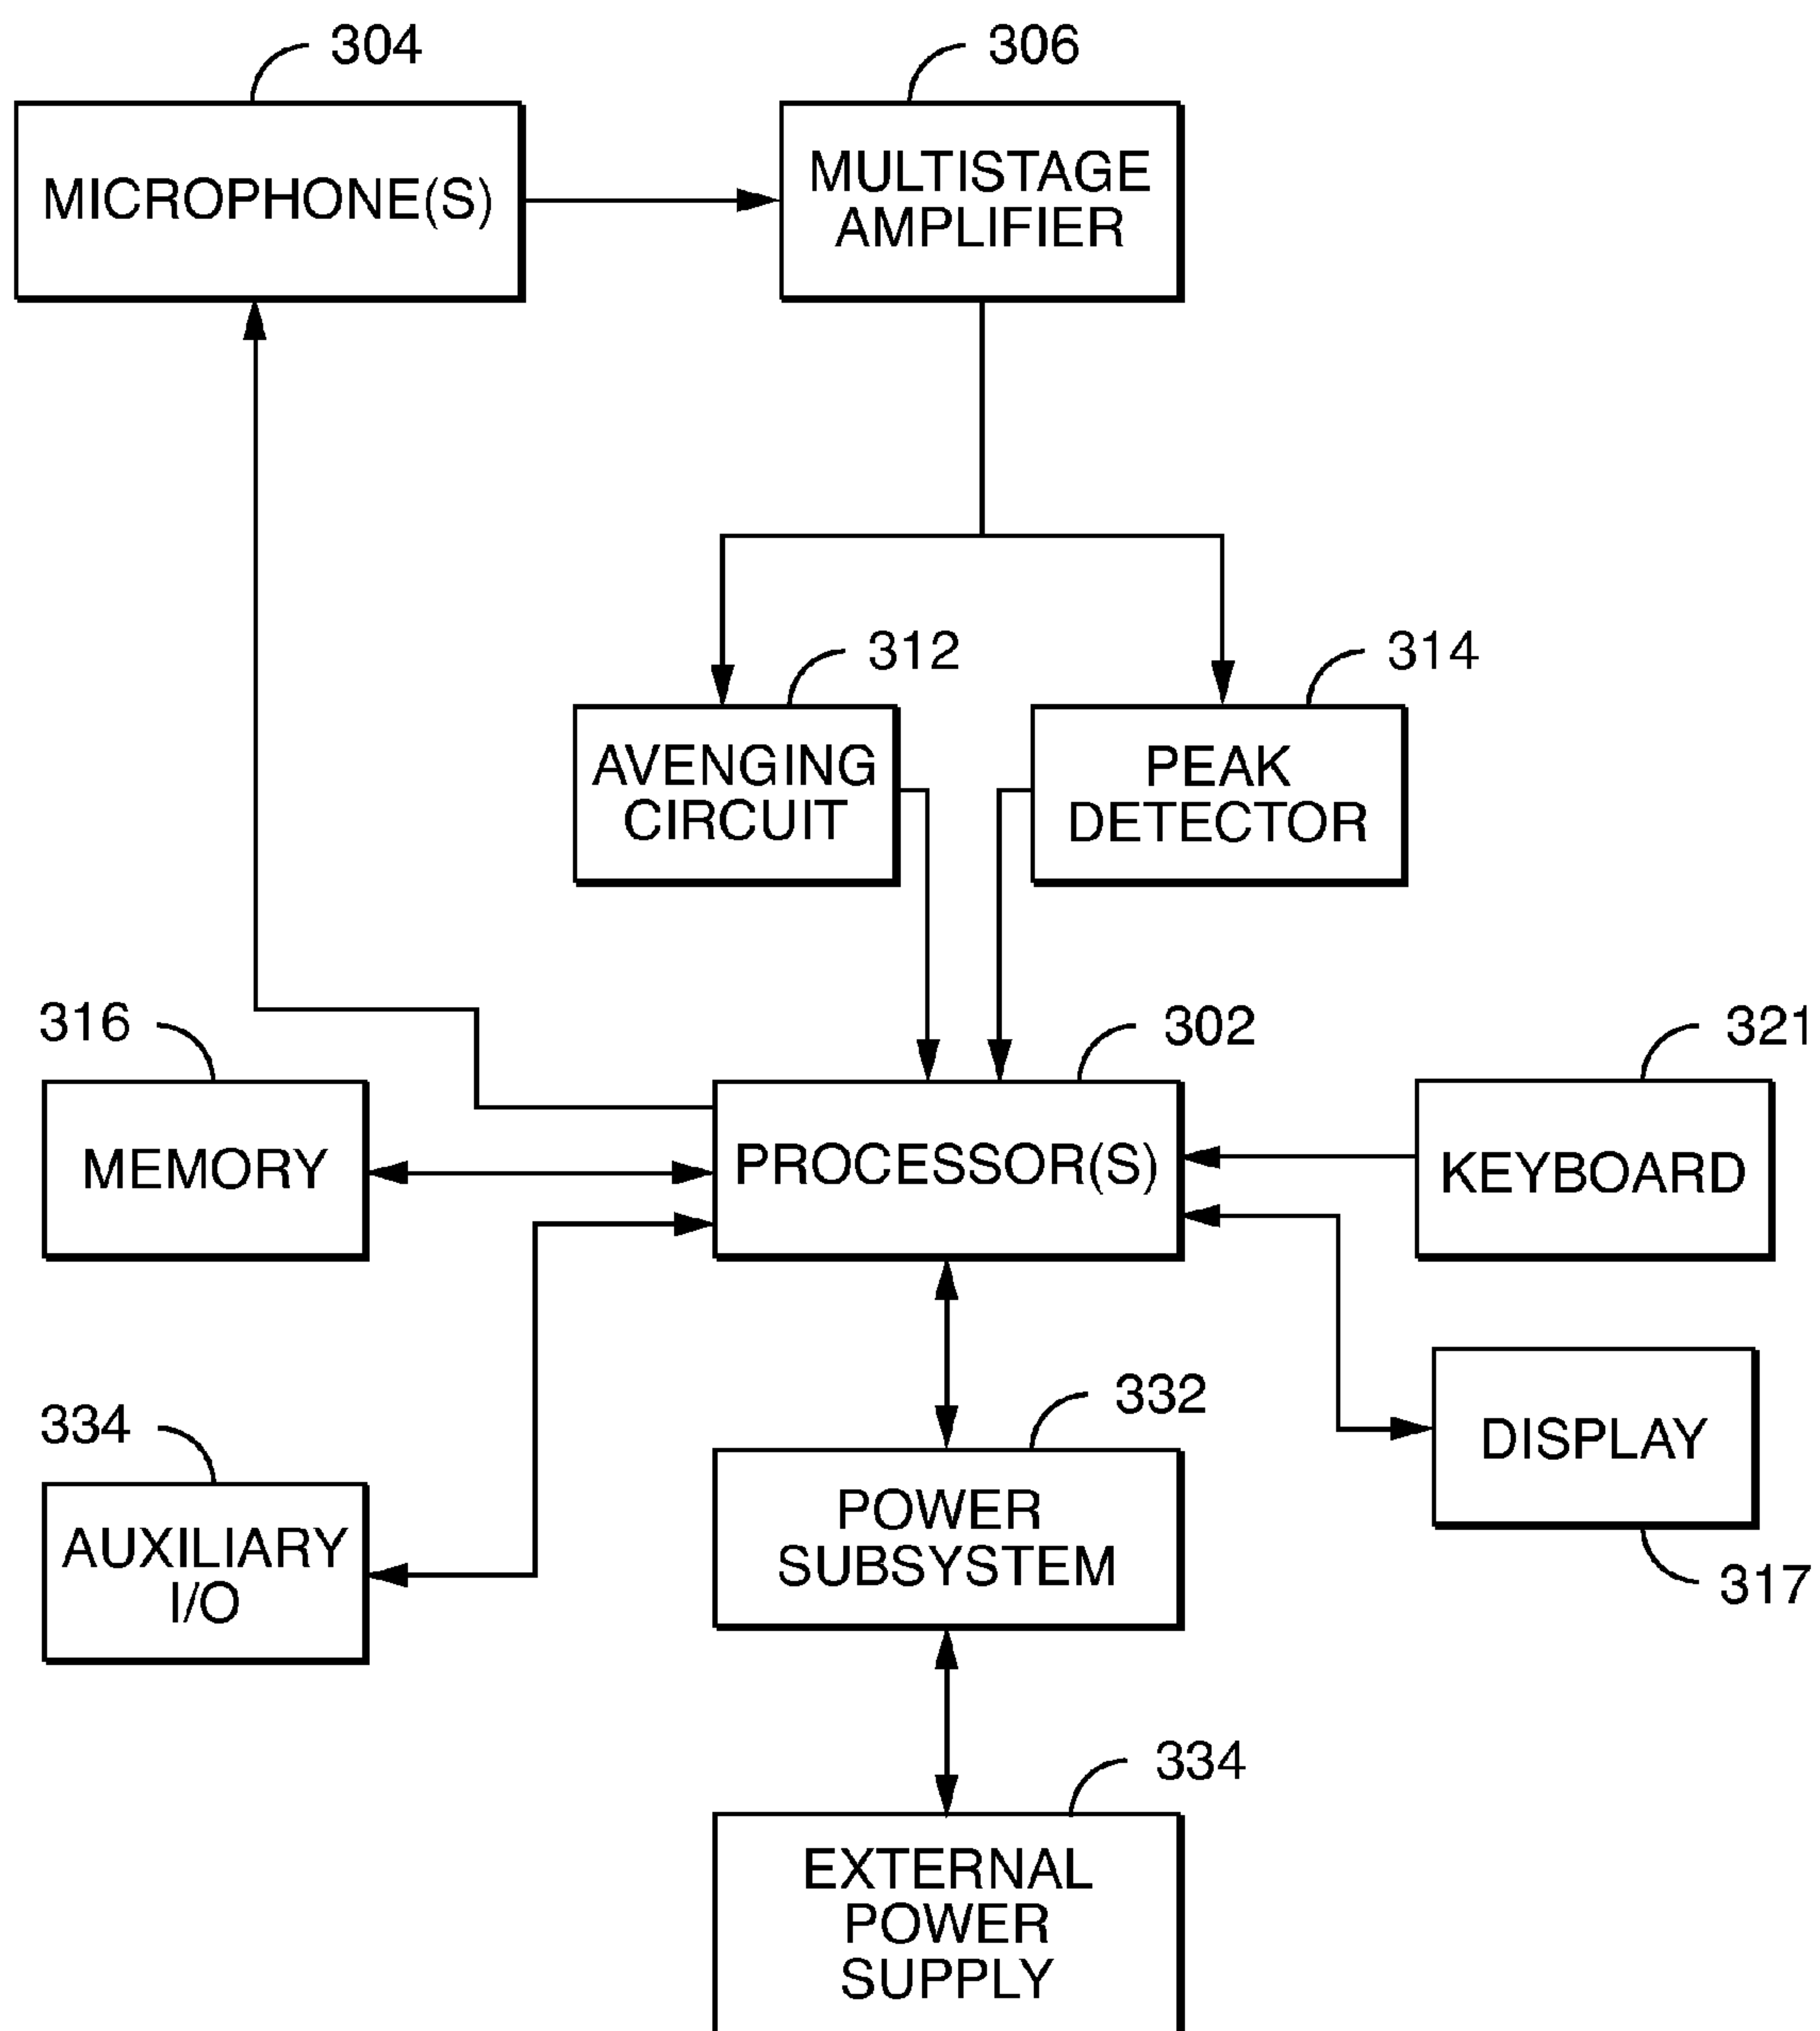 304
306
MICROPHONE(S)
MULTISTAGE
AMPLIFIER
312
314
AVENGING
CIRCUIT
PEAK
DETECTOR
316
302
321
MEMORY
PROCESSOR(S)
KEYBOARD
334
332
DISPLAY
317
AUXILIARY
I/O
POWER
SUBSYSTEM
334
EXTERNAL
POWER
SUPPLY